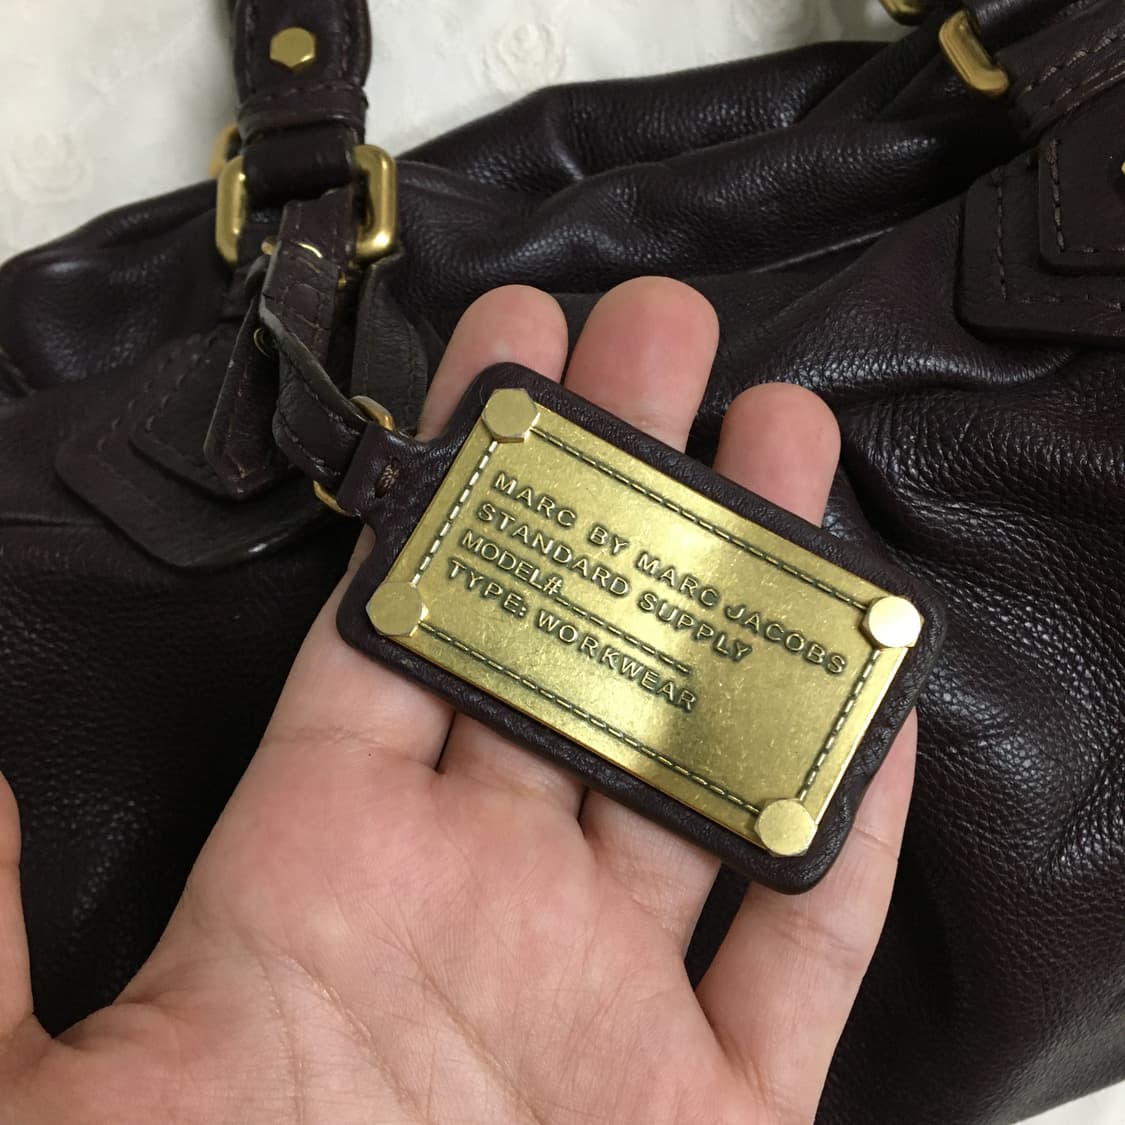 MARC BY MARC JACOBS
STANDARD SUPPLY
MODEL#_ _ _ _ _ _ _ _
TYPE: WORKWEAR